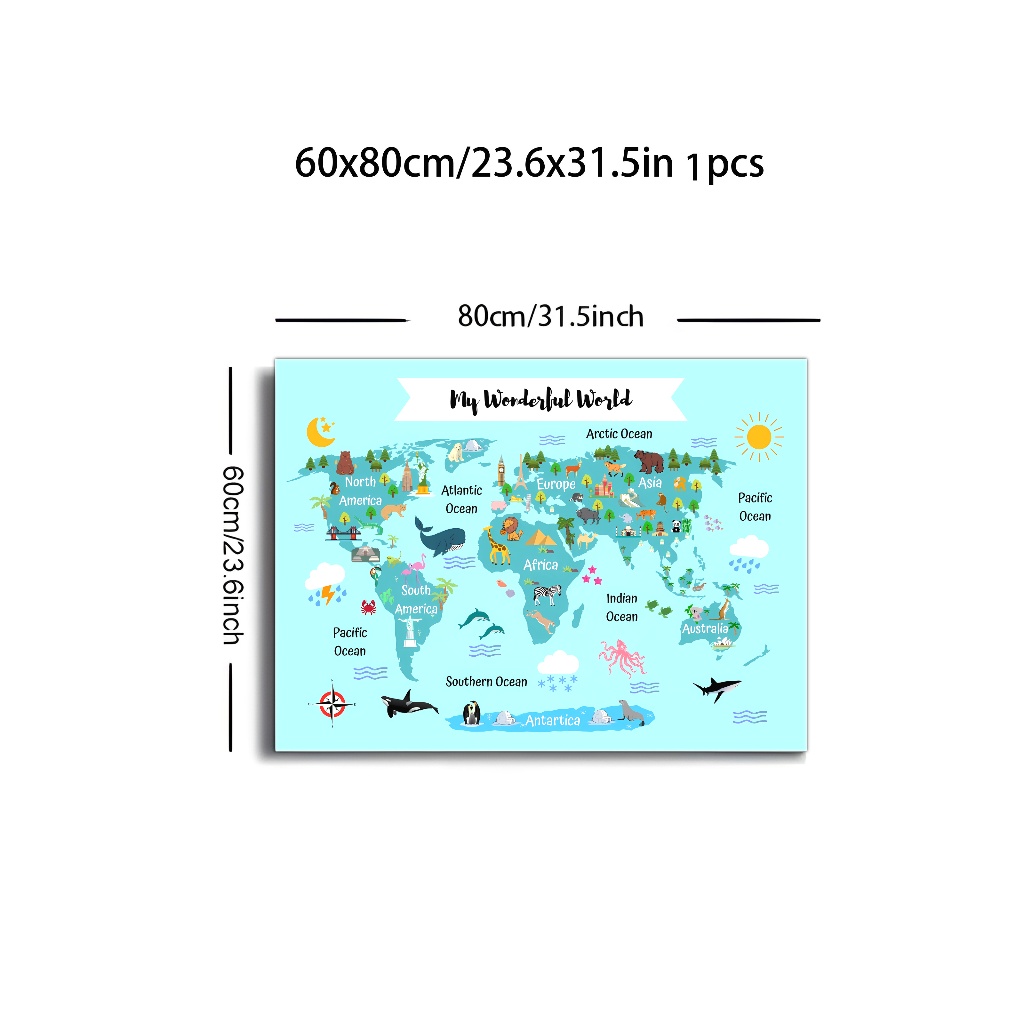 60x80cm/23.6x31.5in 1pcs
80cm/31.5inch
60cm/23.6inch
My Wonderful World
Arctic Ocean
North
America
Atlantic
Ocean
Europe
Asia
Pacific
Ocean
Africa
South
America
Indian
Ocean
Australia
Pacific
Ocean
Southern Ocean
Antartica